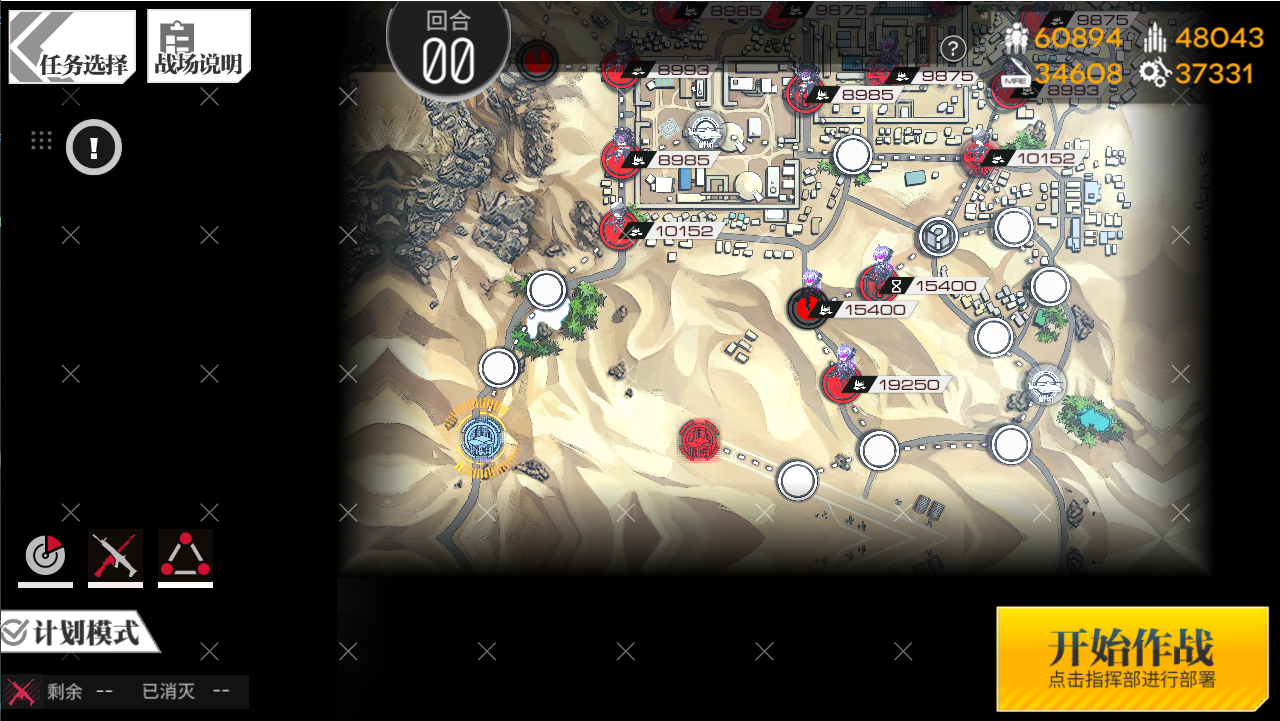 任务选择
战场说明
回合
00
?
60894
48043
MRE
34608
37331
!
8985
9875
9875
8993
9875
8985
8993
8985
10152
10152
?
15400
15400
19250
计划模式
剩余 --
已消灭 --
开始作战
点击指挥部进行部署